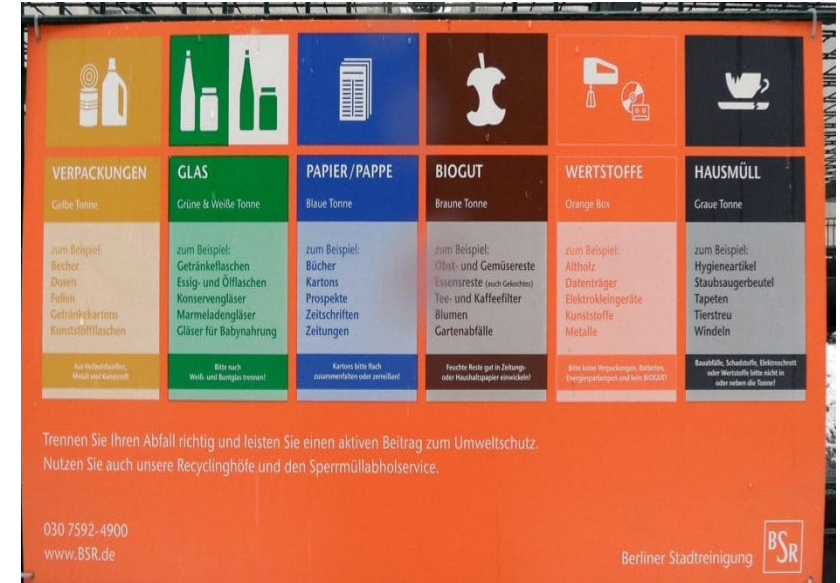 VERPACKUNGEN
Gelbe Tonne
zum Beispiel:
Becher
Dosen
Folien
Getränkekartons
Kunststoffflaschen
Aus Verbundstoffen,
Metall und Kunststoff
GLAS
Grüne & Weiße Tonne
zum Beispiel:
Getränkeflaschen
Essig- und Ölflaschen
Konservengläser
Marmeladengläser
Gläser für Babynahrung
Bitte nach
Weiß- und Buntglas trennen!
PAPIER/PAPPE
Blaue Tonne
zum Beispiel:
Bücher
Kartons
Prospekte
Zeitschriften
Zeitungen
Kartons bitte flach
zusammenfalten oder zerreißen!
BIOGUT
Braune Tonne
zum Beispiel:
Obst- und Gemüsereste
Essensreste (auch Gekochtes)
Tee- und Kaffeefilter
Blumen
Gartenabfälle
Feuchte Reste gut in Zeitungs-
oder Haushaltspapier einwickeln!
WERTSTOFFE
Orange Box
zum Beispiel:
Altholz
Datenträger
Elektrokleingeräte
Kunststoffe
Metalle
Bitte keine Verpackungen, Batterien,
Energiesparlampen und kein BIOGUT!
HAUSMÜLL
Graue Tonne
zum Beispiel:
Hygieneartikel
Staubsaugerbeutel
Tapeten
Tierstreu
Windeln
Bauabfälle, Schadstoffe, Elektroschrott
oder Wertstoffe bitte nicht in
oder neben die Tonne!
Trennen Sie Ihren Abfall richtig und leisten Sie einen aktiven Beitrag zum Umweltschutz.
Nutzen Sie auch unsere Recyclinghöfe und den Sperrmüllabholservice.
030 7592-4900
www.BSR.de
Berliner Stadtreinigung
BSR